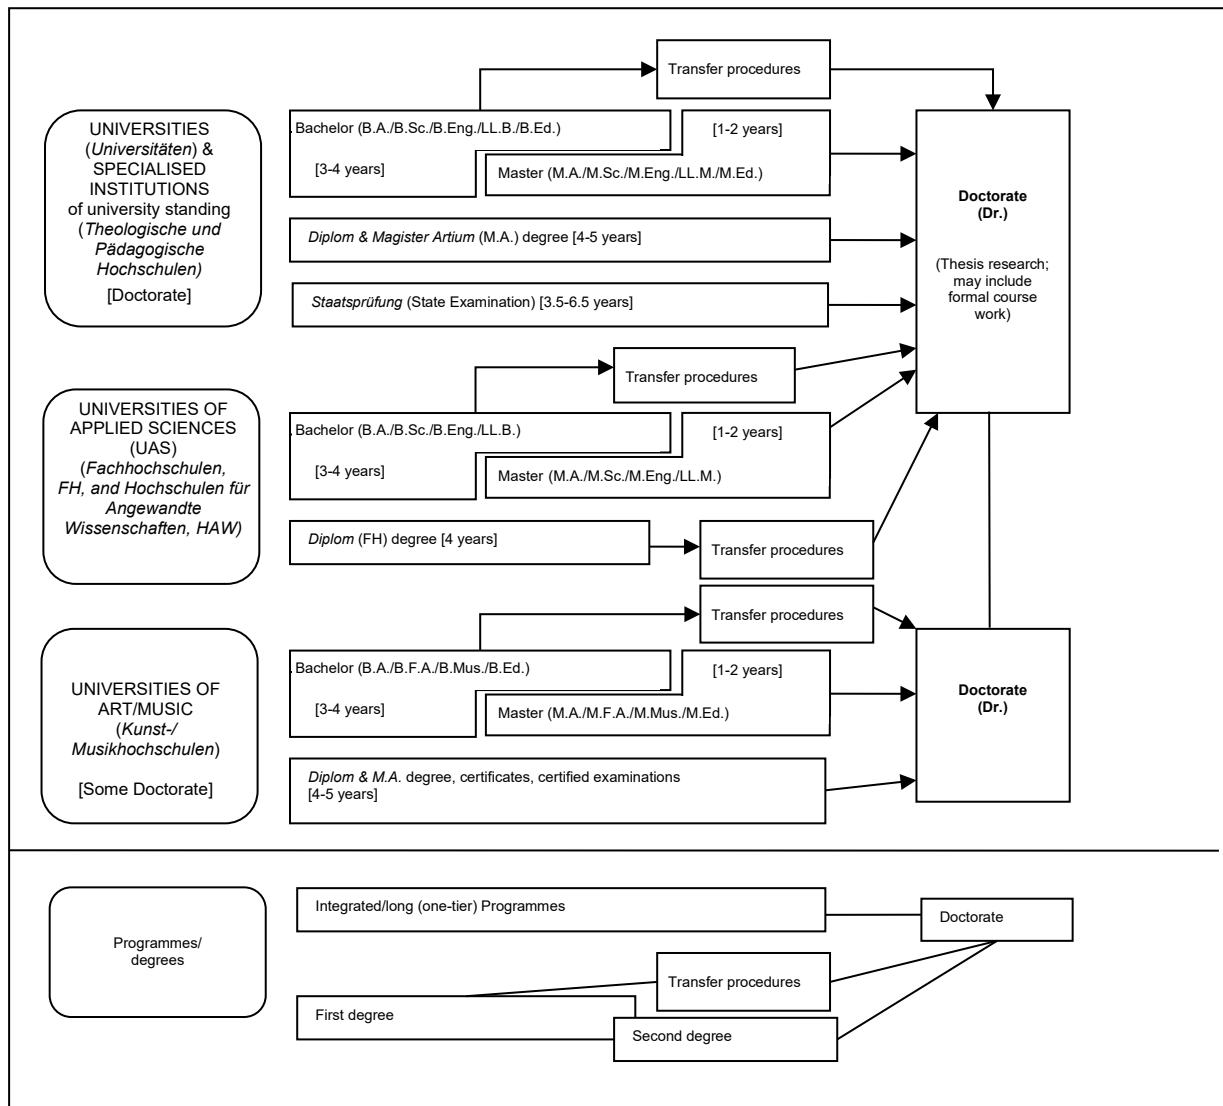 Transfer procedures
UNIVERSITIES
(Universitäten) &
SPECIALISED
INSTITUTIONS
of university standing
(Theologische und
Pädagogische
Hochschulen)
[Doctorate]
. Bachelor (B.A./B.Sc./B.Eng./LL.B./B.Ed.)
[3-4 years]
[1-2 years]
Master (M.A./M.Sc./M.Eng./LL.M./M.Ed.)
Diplom & Magister Artium (M.A.) degree [4-5 years]
Staatsprüfung (State Examination) [3.5-6.5 years]
Doctorate
(Dr.)
(Thesis research;
may include
formal course
work)
Transfer procedures
UNIVERSITIES OF
APPLIED SCIENCES
(UAS)
(Fachhochschulen,
FH, and Hochschulen für
Angewandte
Wissenschaften, HAW)
. Bachelor (B.A./B.Sc./B.Eng./LL.B.)
[3-4 years]
[1-2 years]
Master (M.A./M.Sc./M.Eng./LL.M.)
Diplom (FH) degree [4 years]
Transfer procedures
Transfer procedures
UNIVERSITIES OF
ART/MUSIC
(Kunst-/
Musikhochschulen)
[Some Doctorate]
. Bachelor (B.A./B.F.A./B.Mus./B.Ed.)
[3-4 years]
[1-2 years]
Master (M.A./M.F.A./M.Mus./M.Ed.)
Diplom & M.A. degree, certificates, certified examinations
[4-5 years]
Doctorate
(Dr.)
Programmes/
degrees
Integrated/long (one-tier) Programmes
Doctorate
Transfer procedures
First degree
Second degree